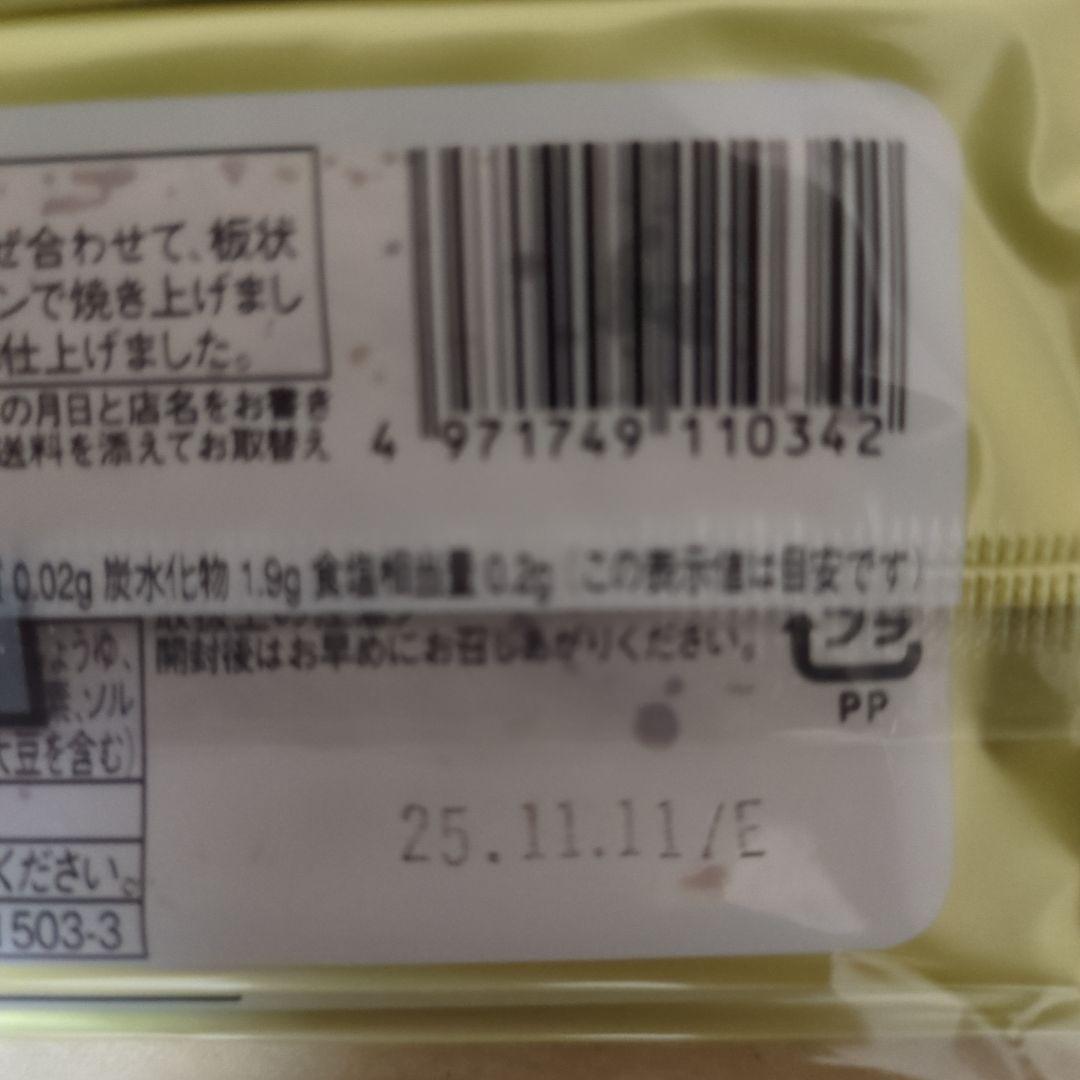 ぜ合わせて、板状
ンで焼き上げまし
仕上げました。
の月日と店名をお書き
送料を添えてお取替え
4 971749 110342
0.02g 炭水化物 1.9g 食塩相当量 0.2g (この表示値は目安です)
開封後はお早めにお召しあがりください。
プラ
PP
ょうゆ、
素、ソル
大豆を含む)
25.11.11/E
ください。
1503-3